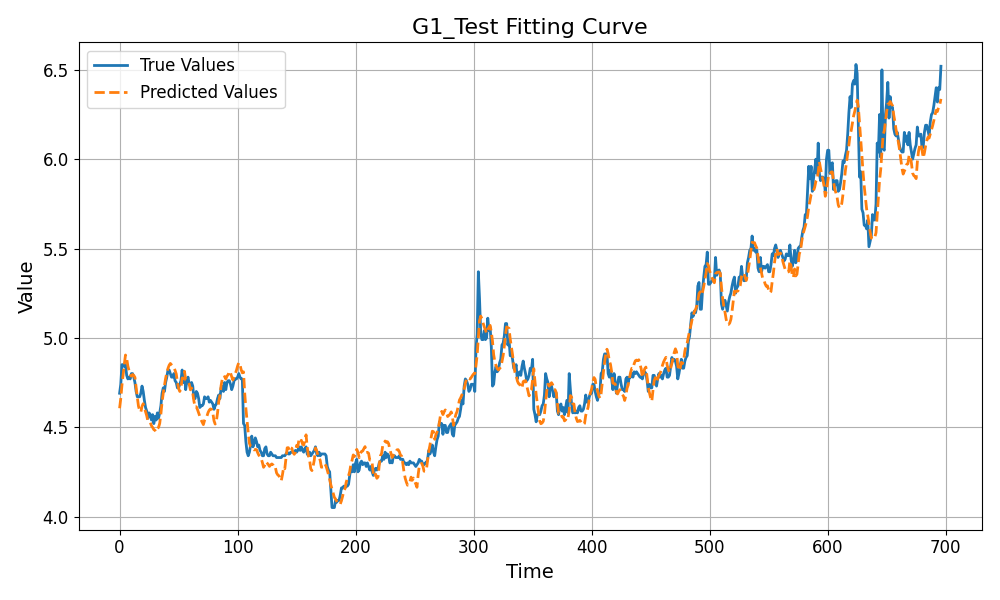 G1_Test Fitting Curve
True Values
Predicted Values
Value
6.5
6.0
5.5
5.0
4.5
4.0
0 100 200 300 400 500 600 700
Time